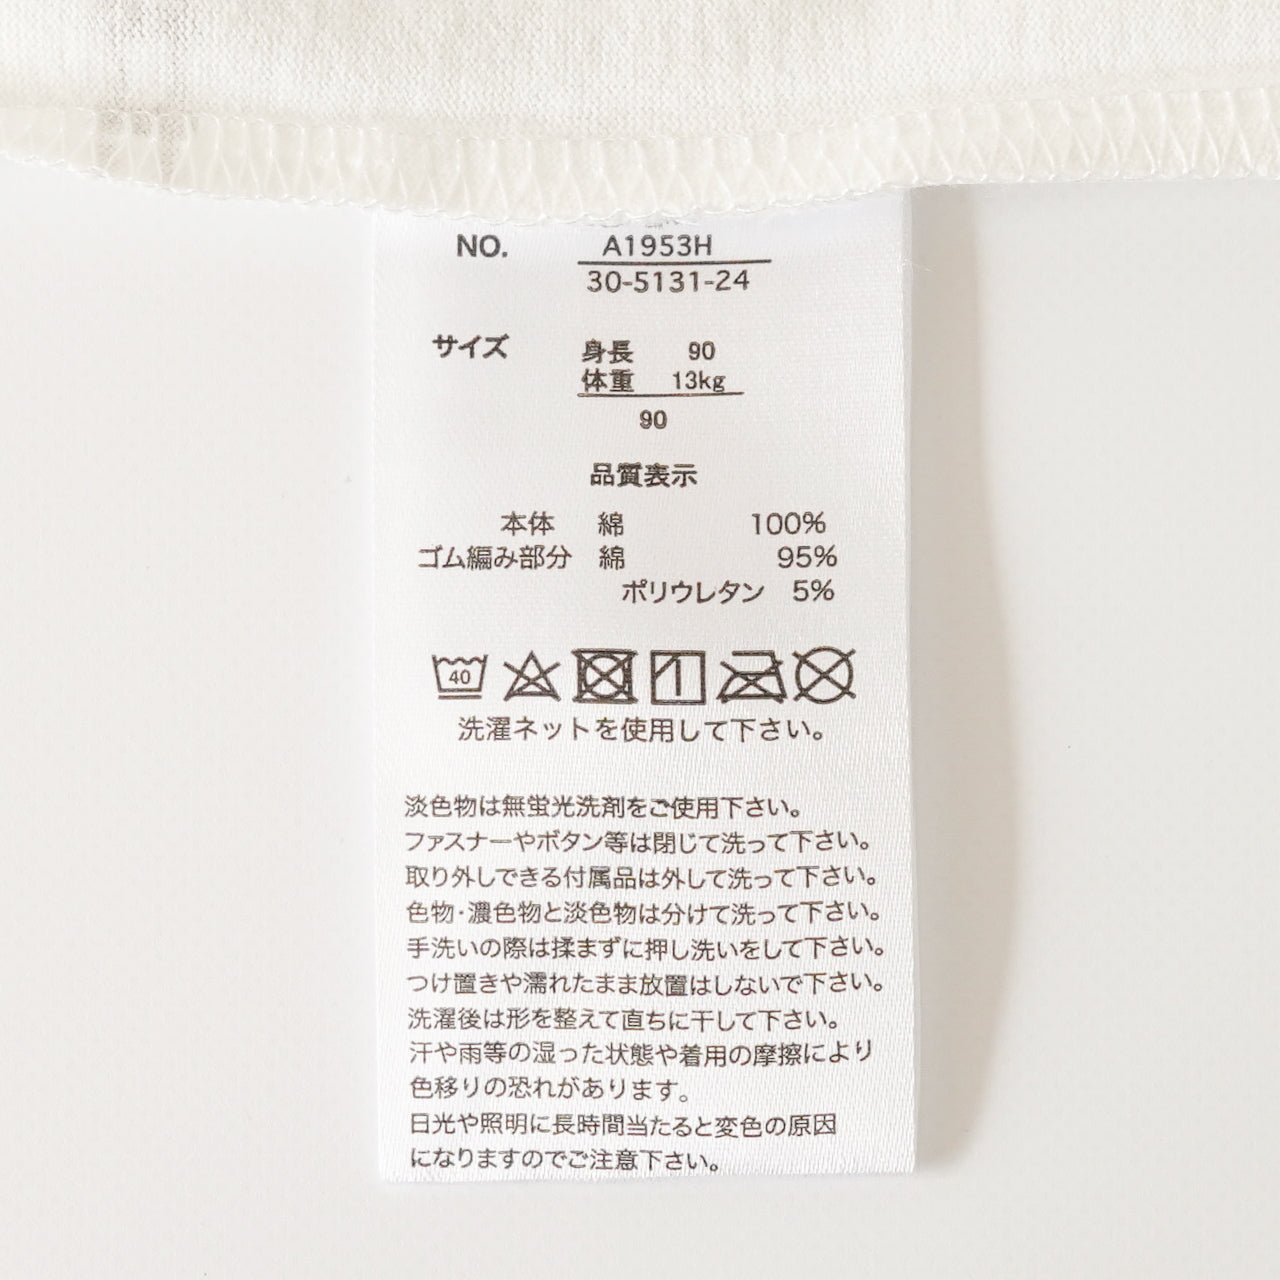 NO. A1953H
30-5131-24
サイズ 身長 90
体重 13kg
90
品質表示
本体 綿 100%
ゴム編み部分 綿 95%
ポリウレタン 5%
40
洗濯ネットを使用して下さい。
淡色物は無蛍光洗剤をご使用下さい。
ファスナーやボタン等は閉じて洗って下さい。
取り外しできる付属品は外して洗って下さい。
色物・濃色物と淡色物は分けて洗って下さい。
手洗いの際は揉まずに押し洗いをして下さい。
つけ置きや濡れたまま放置はしないで下さい。
洗濯後は形を整えて直ちに干して下さい。
汗や雨等の湿った状態や着用の摩擦により
色移りの恐れがあります。
日光や照明に長時間当たると変色の原因
になりますのでご注意下さい。